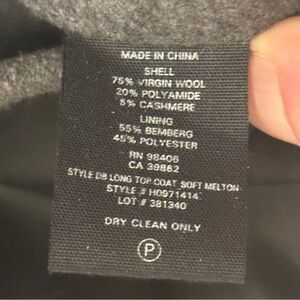 MADE IN CHINA
SHELL
75% VIRGIN WOOL
20% POLYAMIDE
5% CASHMERE
LINING
55% BEMBERG
45% POLYESTER
RN 98406
CA 39882
STYLE DB LONG TOP COAT SOFT MELTON
STYLE # H0971414
LOT # 381340
DRY CLEAN ONLY
P